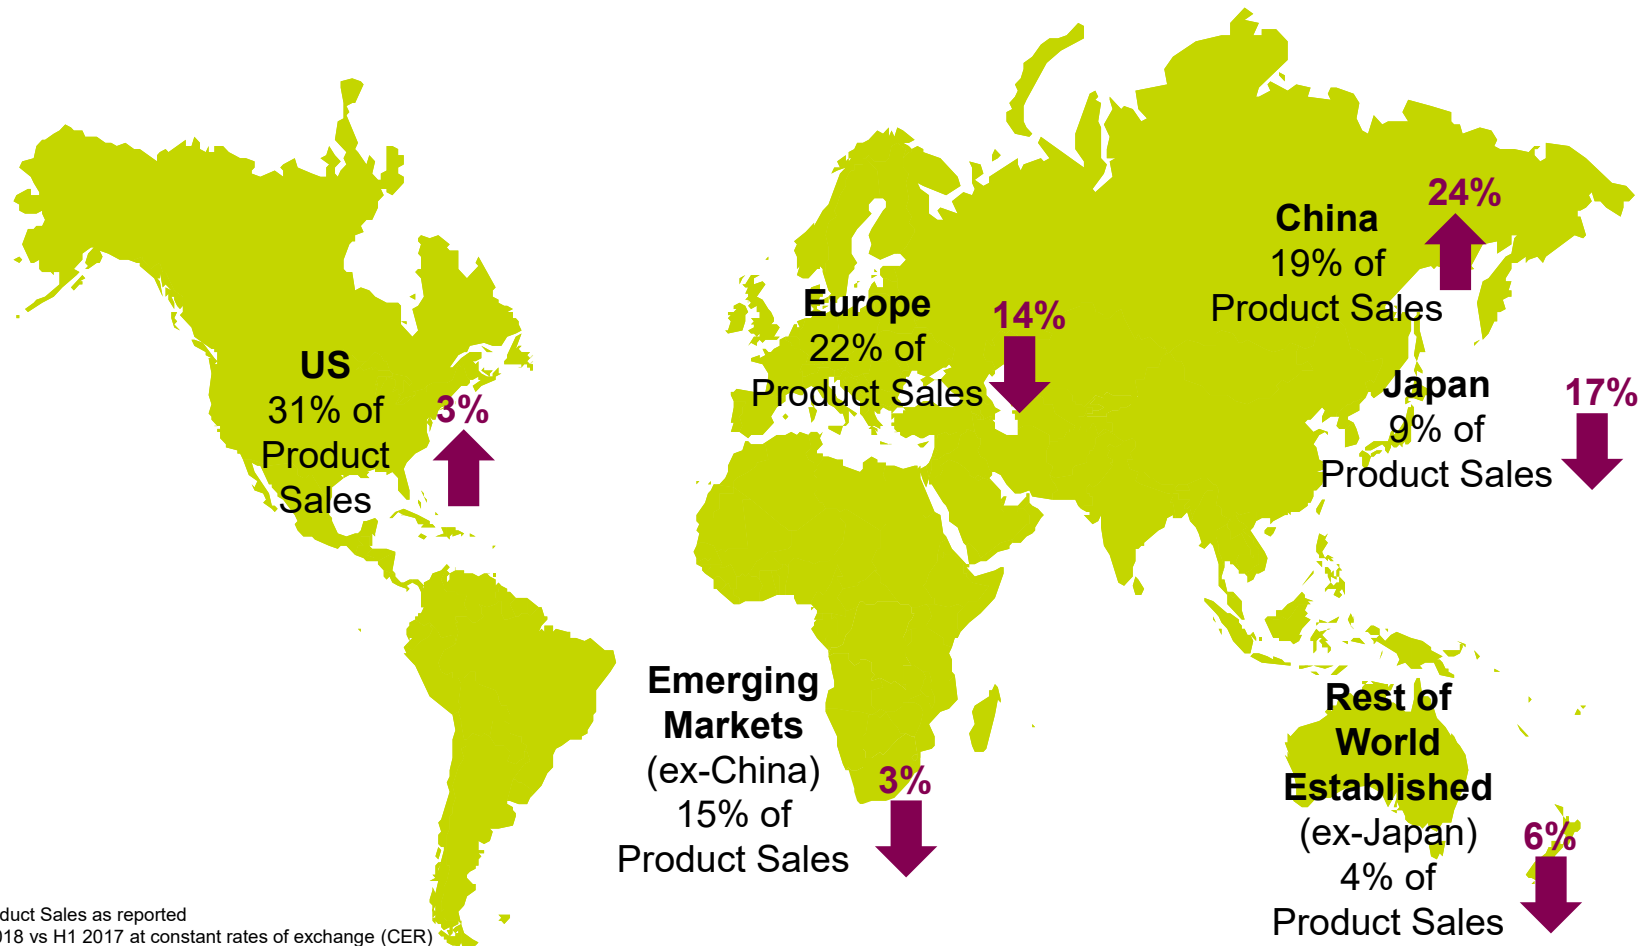 US
31% of
Product
Sales
3%
Europe
22% of
Product Sales
14%
China
19% of
Product Sales
24%
Japan
9% of
Product Sales
17%
Emerging
Markets
(ex-China)
15% of
Product Sales
3%
Rest of
World
Established
(ex-Japan)
4% of
Product Sales
6%
duct Sales as reported
018 vs H1 2017 at constant rates of exchange (CER)